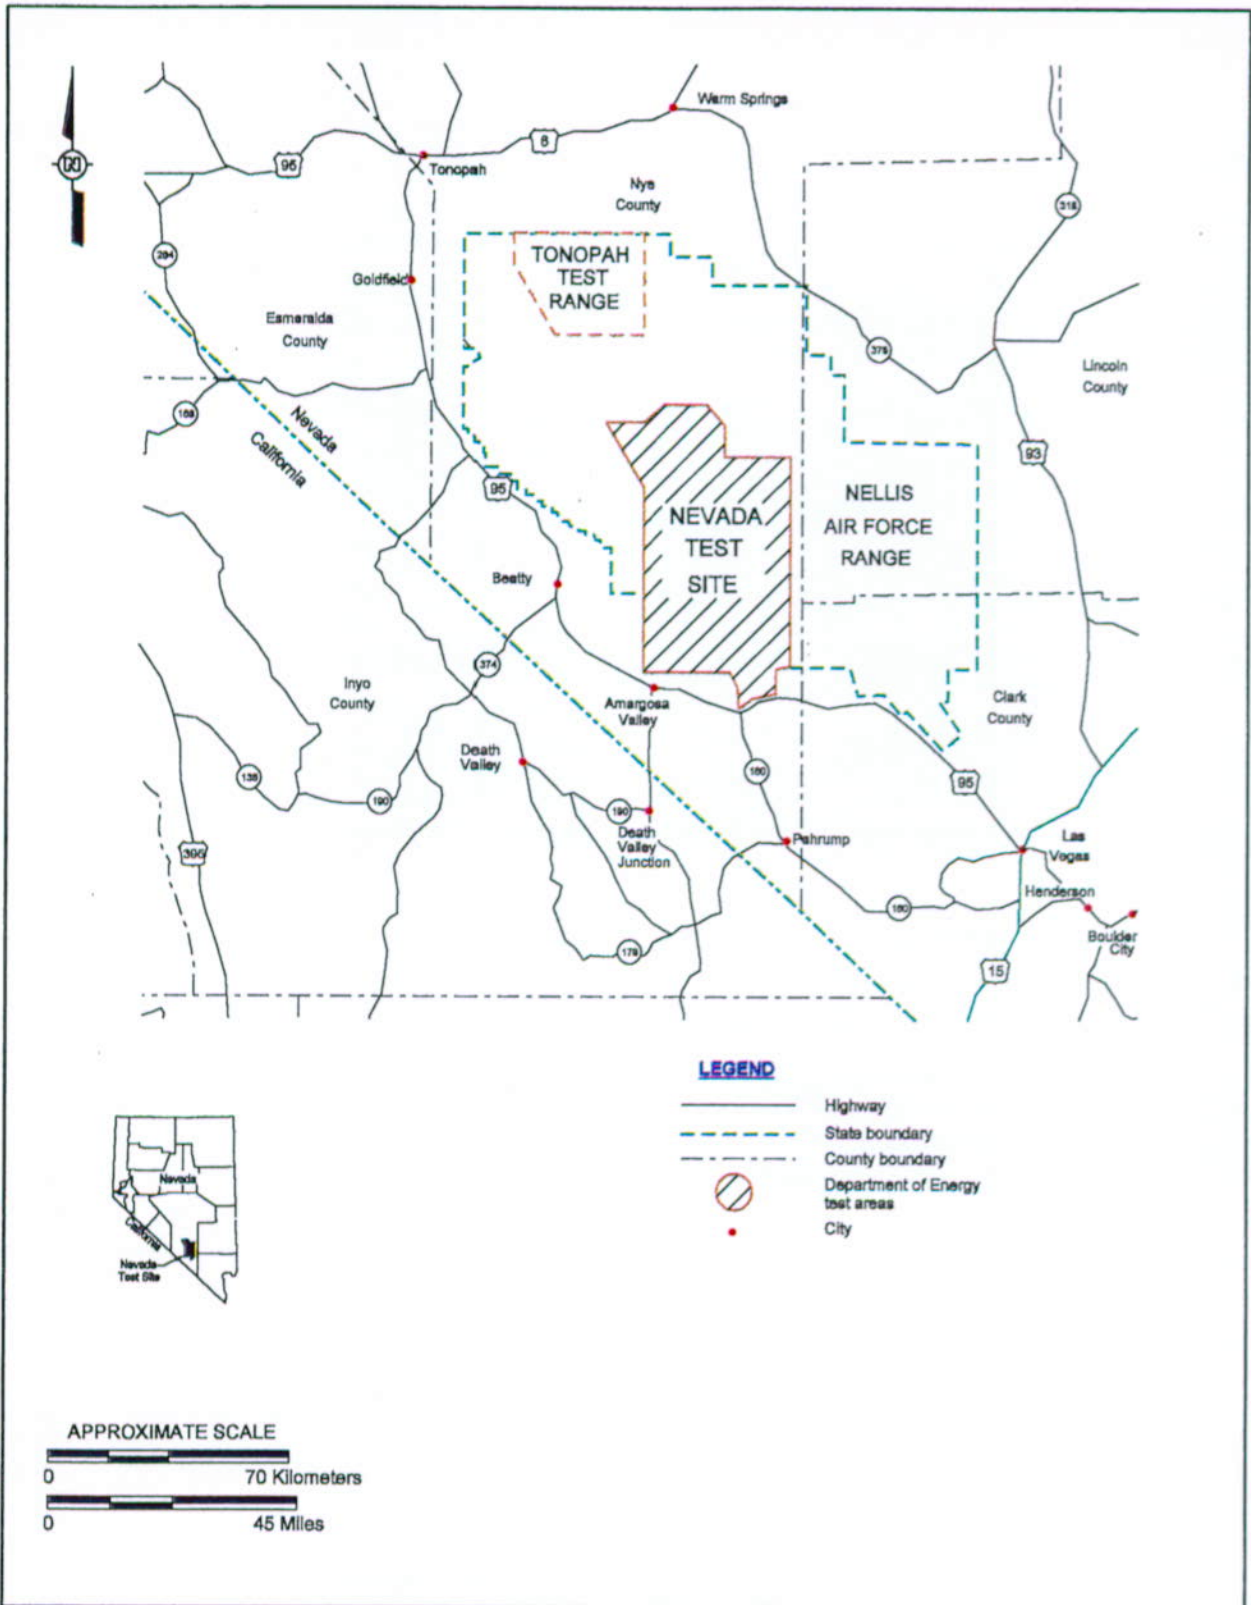 Warm Springs
6
95
Tonopah
N
Nye
County
318
264
TONOPAH
TEST
RANGE
Goldfield
Esmeralda
County
375
Lincoln
County
168
Nevada
California
93
95
NELLIS
AIR FORCE
RANGE
NEVADA
TEST
SITE
Beatty
374
Inyo
County
Amargosa
Valley
Clark
County
Death
Valley
160
95
190
190
Death
Valley
Junction
Pahrump
Las
Vegas
395
Henderson
160
Boulder
City
178
15
LEGEND
Highway
State boundary
County boundary
Department of Energy
test areas
City
Nevada
California
Nevada
Test Site
APPROXIMATE SCALE
0 70 Kilometers
0 45 Miles